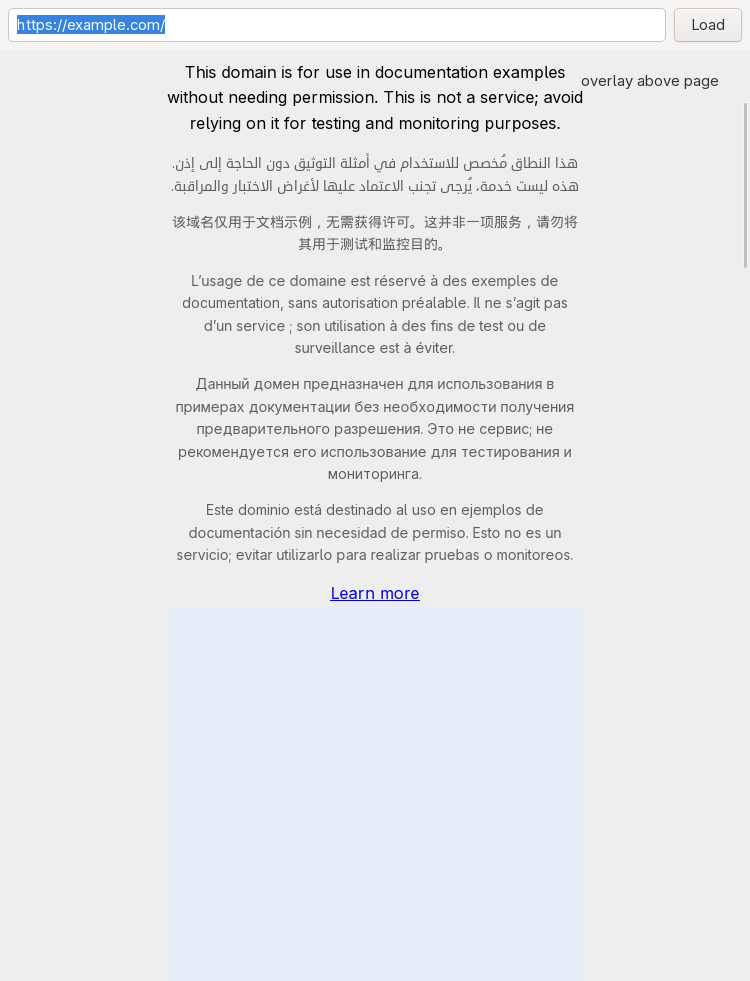 https://example.com/
Load
overlay above page
This domain is for use in documentation examples
without needing permission. This is not a service; avoid
relying on it for testing and monitoring purposes.
هذا النطاق مُخصص للاستخدام في أمثلة التوثيق دون الحاجة إلى إذن.
هذه ليست خدمة، يُرجى تجنب الاعتماد عليها لأغراض الاختبار والمراقبة.
该域名仅用于文档示例，无需获得许可。这并非一项服务，请勿将
其用于测试和监控目的。
L’usage de ce domaine est réservé à des exemples de
documentation, sans autorisation préalable. Il ne s’agit pas
d’un service ; son utilisation à des fins de test ou de
surveillance est à éviter.
Данный домен предназначен для использования в
примерах документации без необходимости получения
предварительного разрешения. Это не сервис; не
рекомендуется его использование для тестирования и
мониторинга.
Este dominio está destinado al uso en ejemplos de
documentación sin necesidad de permiso. Esto no es un
servicio; evitar utilizarlo para realizar pruebas o monitoreos.
Learn more